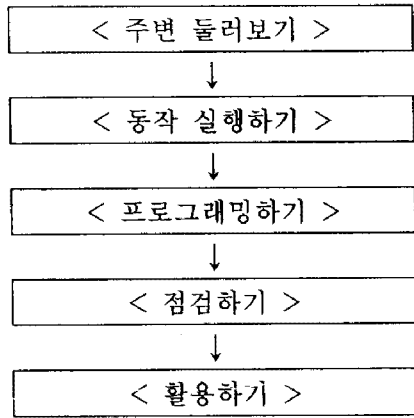 < 주변 둘러보기 >
↓
< 동작 실행하기 >
↓
< 프로그래밍하기 >
↓
< 점검하기 >
↓
< 활용하기 >